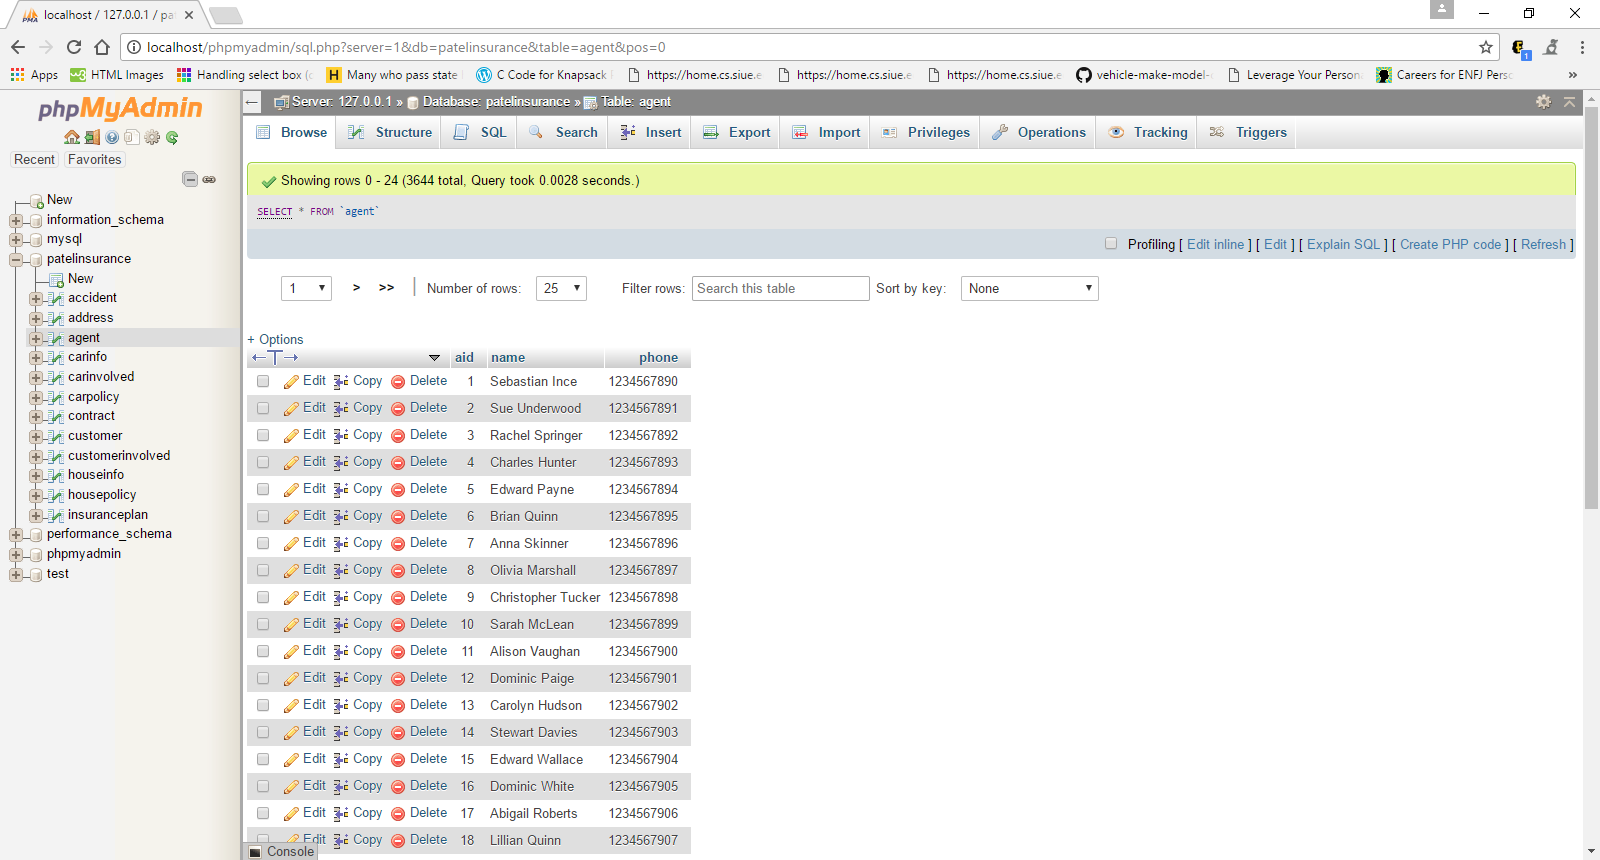 localhost / 127.0.0.1 / pa
localhost/phpmyadmin/sql.php?server=1&db=patelinsurance&table=agent&pos=0
Apps HTML Images Handling select box (c Many who pass state C Code for Knapsack https://home.cs.siue.e https://home.cs.siue.e https://home.cs.siue.e vehicle-make-model- Leverage Your Persona Careers for ENFJ Perso »
phpMyAdmin
Recent Favorites
New
information_schema
mysql
patelinsurance
New
accident
address
agent
carinfo
carinvolved
carpolicy
contract
customer
customerinvolved
houseinfo
housepolicy
insuranceplan
performance_schema
phpmyadmin
test
Server: 127.0.0.1 » Database: patelinsurance » Table: agent
Browse Structure SQL Search Insert Export Import Privileges Operations Tracking Triggers
Showing rows 0 - 24 (3644 total, Query took 0.0028 seconds.)
SELECT * FROM `agent`
Profiling [ Edit inline ] [ Edit ] [ Explain SQL ] [ Create PHP code ] [ Refresh ]
1 > >> | Number of rows: 25 Filter rows: Search this table Sort by key: None
+ Options
←T→ aid name phone
Edit Copy Delete 1 Sebastian Ince 1234567890
Edit Copy Delete 2 Sue Underwood 1234567891
Edit Copy Delete 3 Rachel Springer 1234567892
Edit Copy Delete 4 Charles Hunter 1234567893
Edit Copy Delete 5 Edward Payne 1234567894
Edit Copy Delete 6 Brian Quinn 1234567895
Edit Copy Delete 7 Anna Skinner 1234567896
Edit Copy Delete 8 Olivia Marshall 1234567897
Edit Copy Delete 9 Christopher Tucker 1234567898
Edit Copy Delete 10 Sarah McLean 1234567899
Edit Copy Delete 11 Alison Vaughan 1234567900
Edit Copy Delete 12 Dominic Paige 1234567901
Edit Copy Delete 13 Carolyn Hudson 1234567902
Edit Copy Delete 14 Stewart Davies 1234567903
Edit Copy Delete 15 Edward Wallace 1234567904
Edit Copy Delete 16 Dominic White 1234567905
Edit Copy Delete 17 Abigail Roberts 1234567906
Edit Copy Delete 18 Lillian Quinn 1234567907
Console